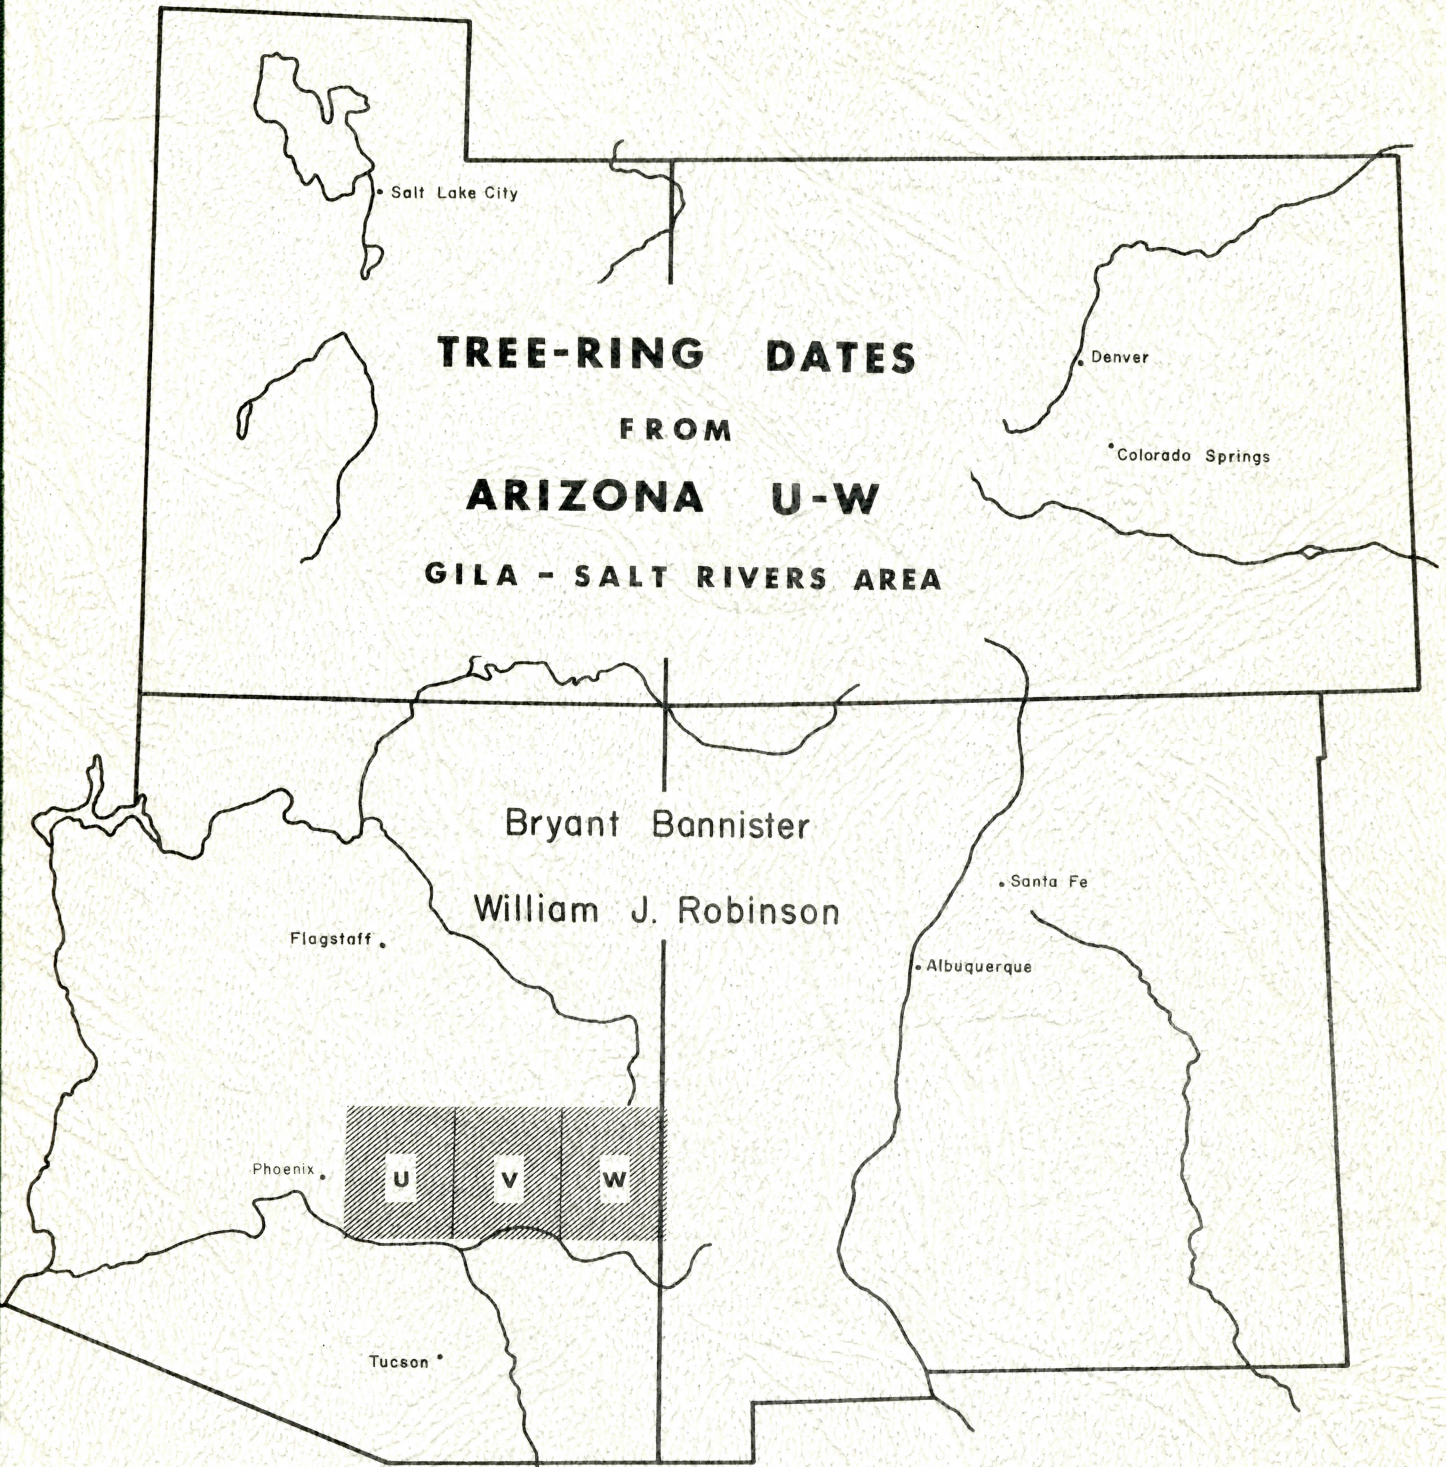 Salt Lake City
TREE-RING DATES
Denver
FROM
Colorado Springs
ARIZONA U-W
GILA - SALT RIVERS AREA
Bryant Bannister
Santa Fe
William J. Robinson
Flagstaff
Albuquerque
Phoenix
U V W
Tucson